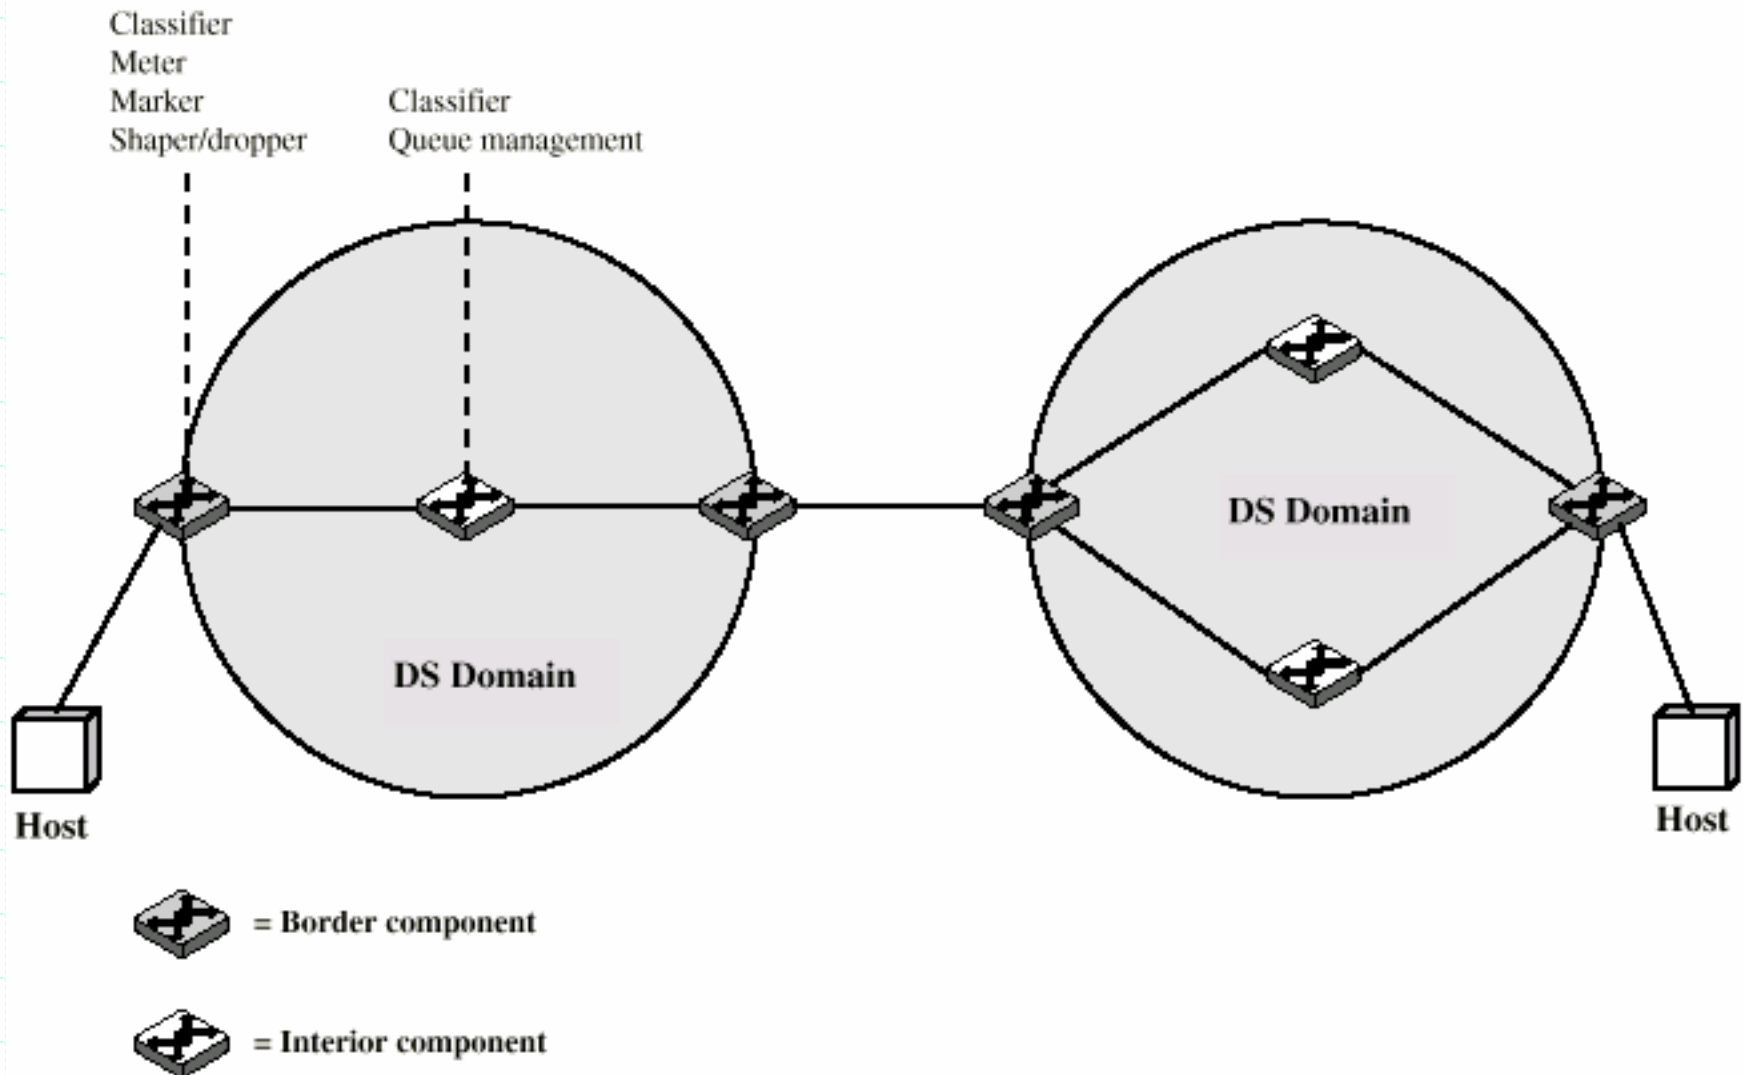 Classifier
Meter
Marker
Shaper/dropper
Classifier
Queue management
DS Domain
DS Domain
Host
Host
= Border component
= Interior component